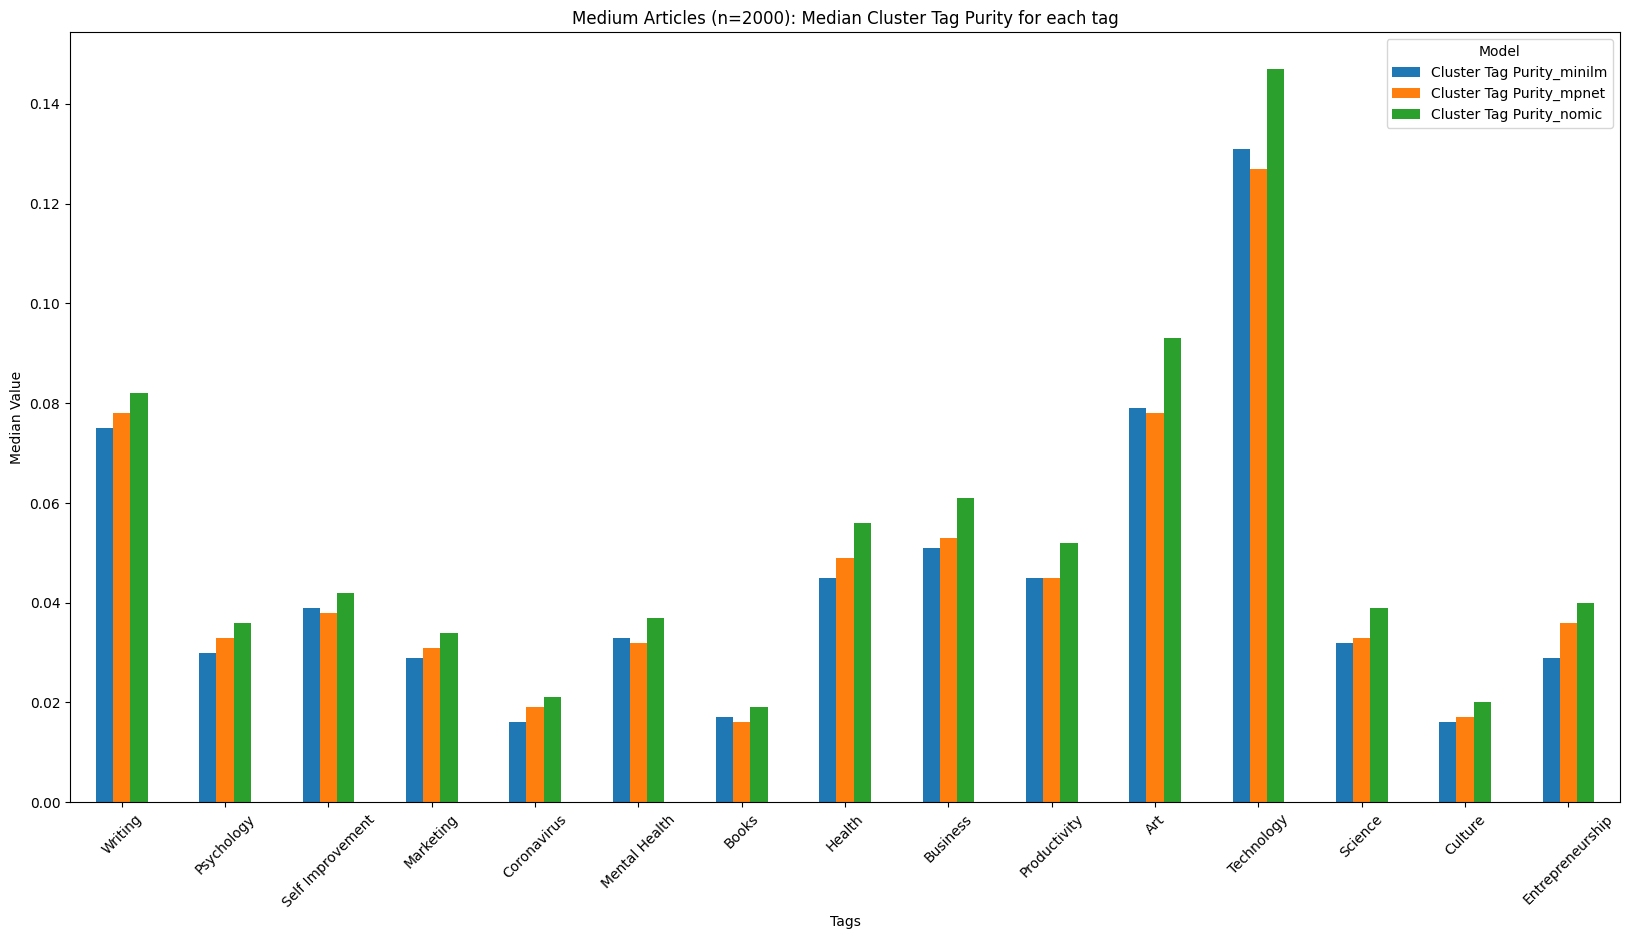 Medium Articles (n=2000): Median Cluster Tag Purity for each tag
Model
Cluster Tag Purity_minilm
Cluster Tag Purity_mpnet
Cluster Tag Purity_nomic
Median Value
0.14
0.12
0.10
0.08
0.06
0.04
0.02
0.00
Writing
Psychology
Self Improvement
Marketing
Coronavirus
Mental Health
Books
Health
Business
Productivity
Art
Technology
Science
Culture
Entrepreneurship
Tags